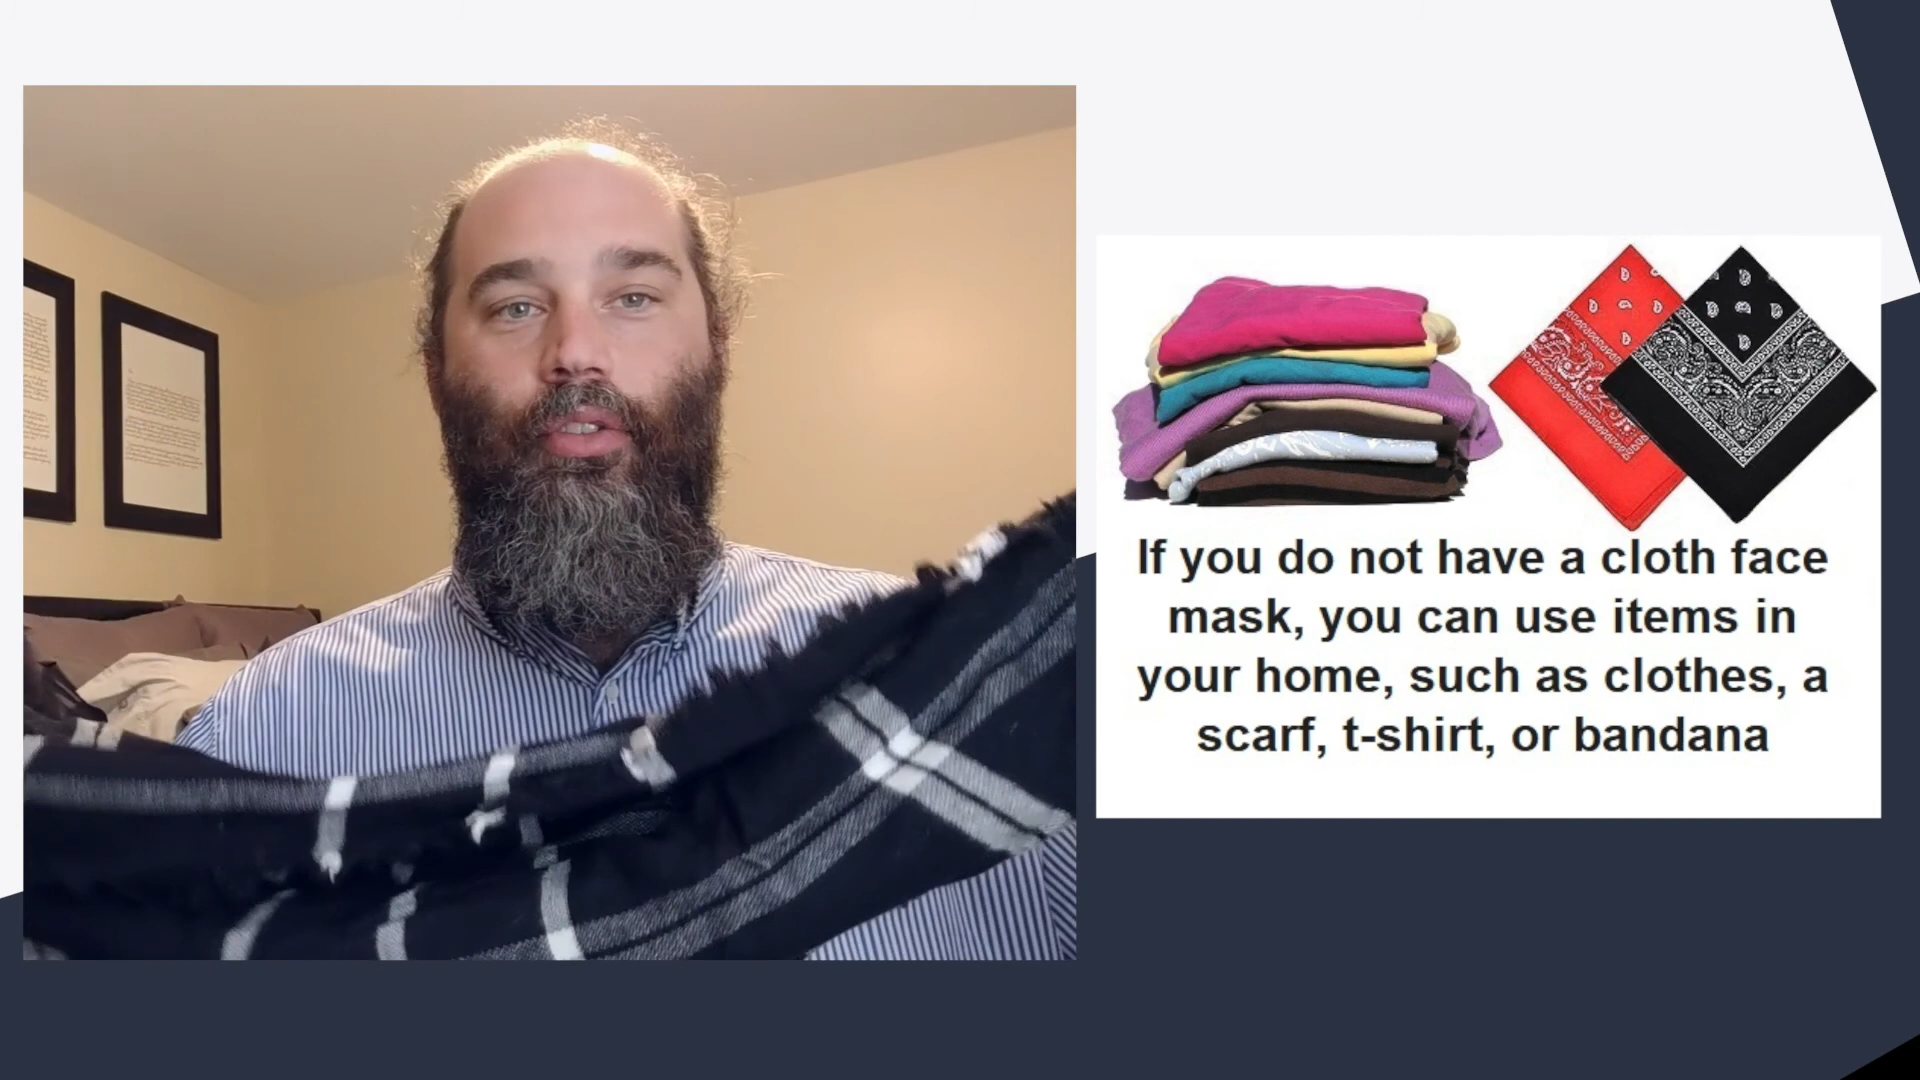 If you do not have a cloth face
mask, you can use items in
your home, such as clothes, a
scarf, t-shirt, or bandana